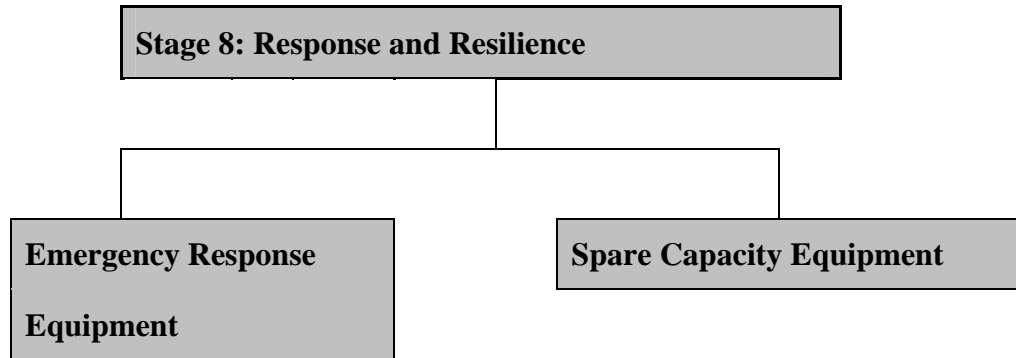 Stage 8: Response and Resilience
Emergency Response
Equipment
Spare Capacity Equipment